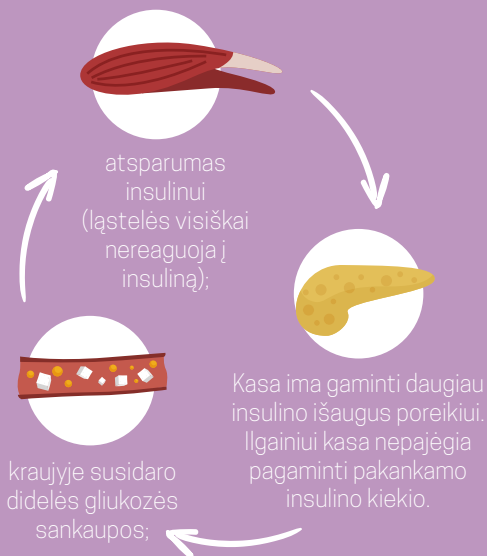 atsparumas
insulinui
(ląstelės visiškai
nereaguoja į
insuliną);
Kasa ima gaminti daugiau
insulino išaugus poreikiui.
Ilgainiui kasa nepajėgia
pagaminti pakankamo
insulino kiekio.
kraujyje susidaro
didelės gliukozės
sankaupos;